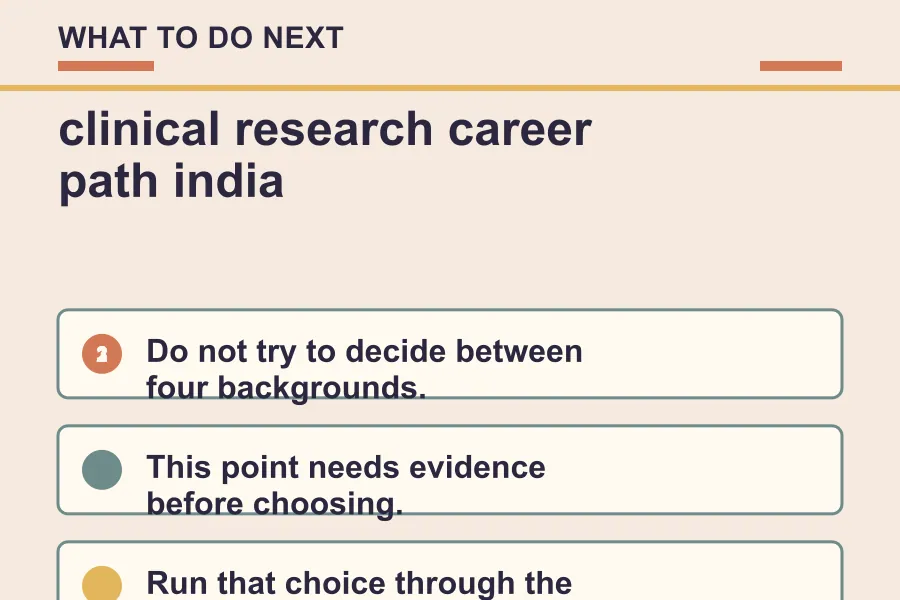 WHAT TO DO NEXT
clinical research career
path india
Do not try to decide between
four backgrounds.
This point needs evidence
before choosing.
Run that choice through the